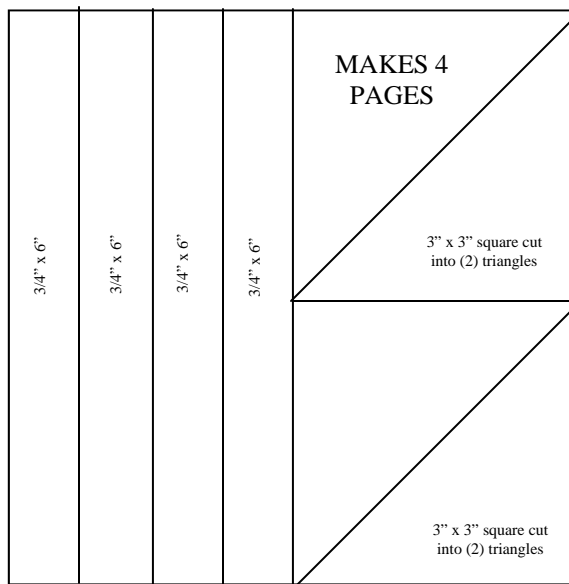 3/4” x 6”
3/4” x 6”
3/4” x 6”
3/4” x 6”
MAKES 4
PAGES
3” x 3” square cut
into (2) triangles
3” x 3” square cut
into (2) triangles